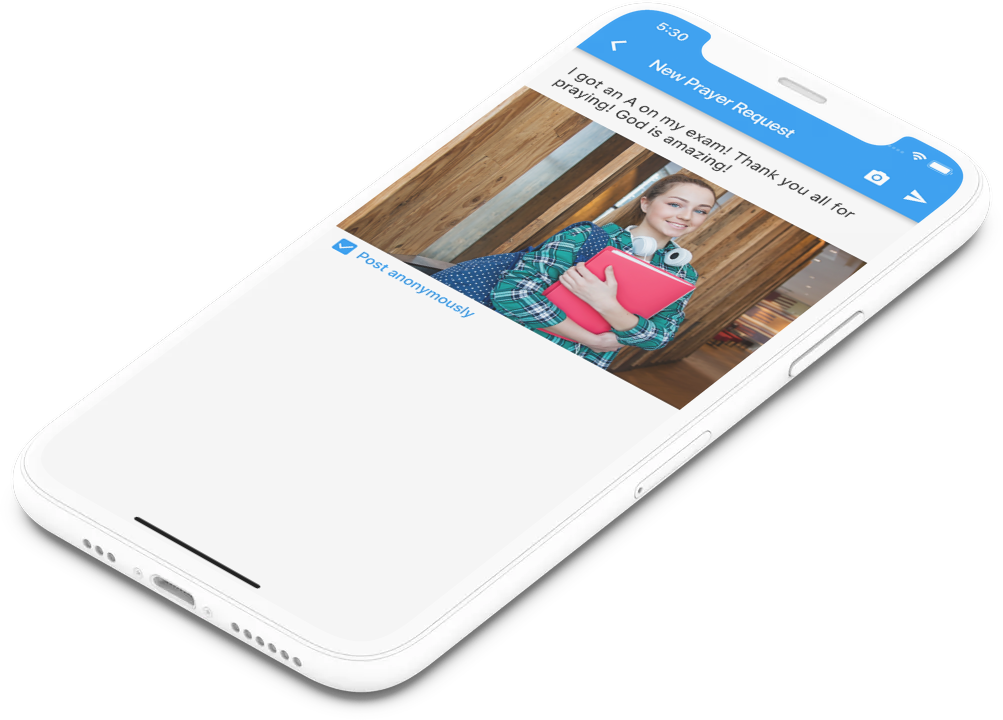 5:30
New Prayer Request
I got an A on my exam! Thank you all for
praying! God is amazing!
Post anonymously